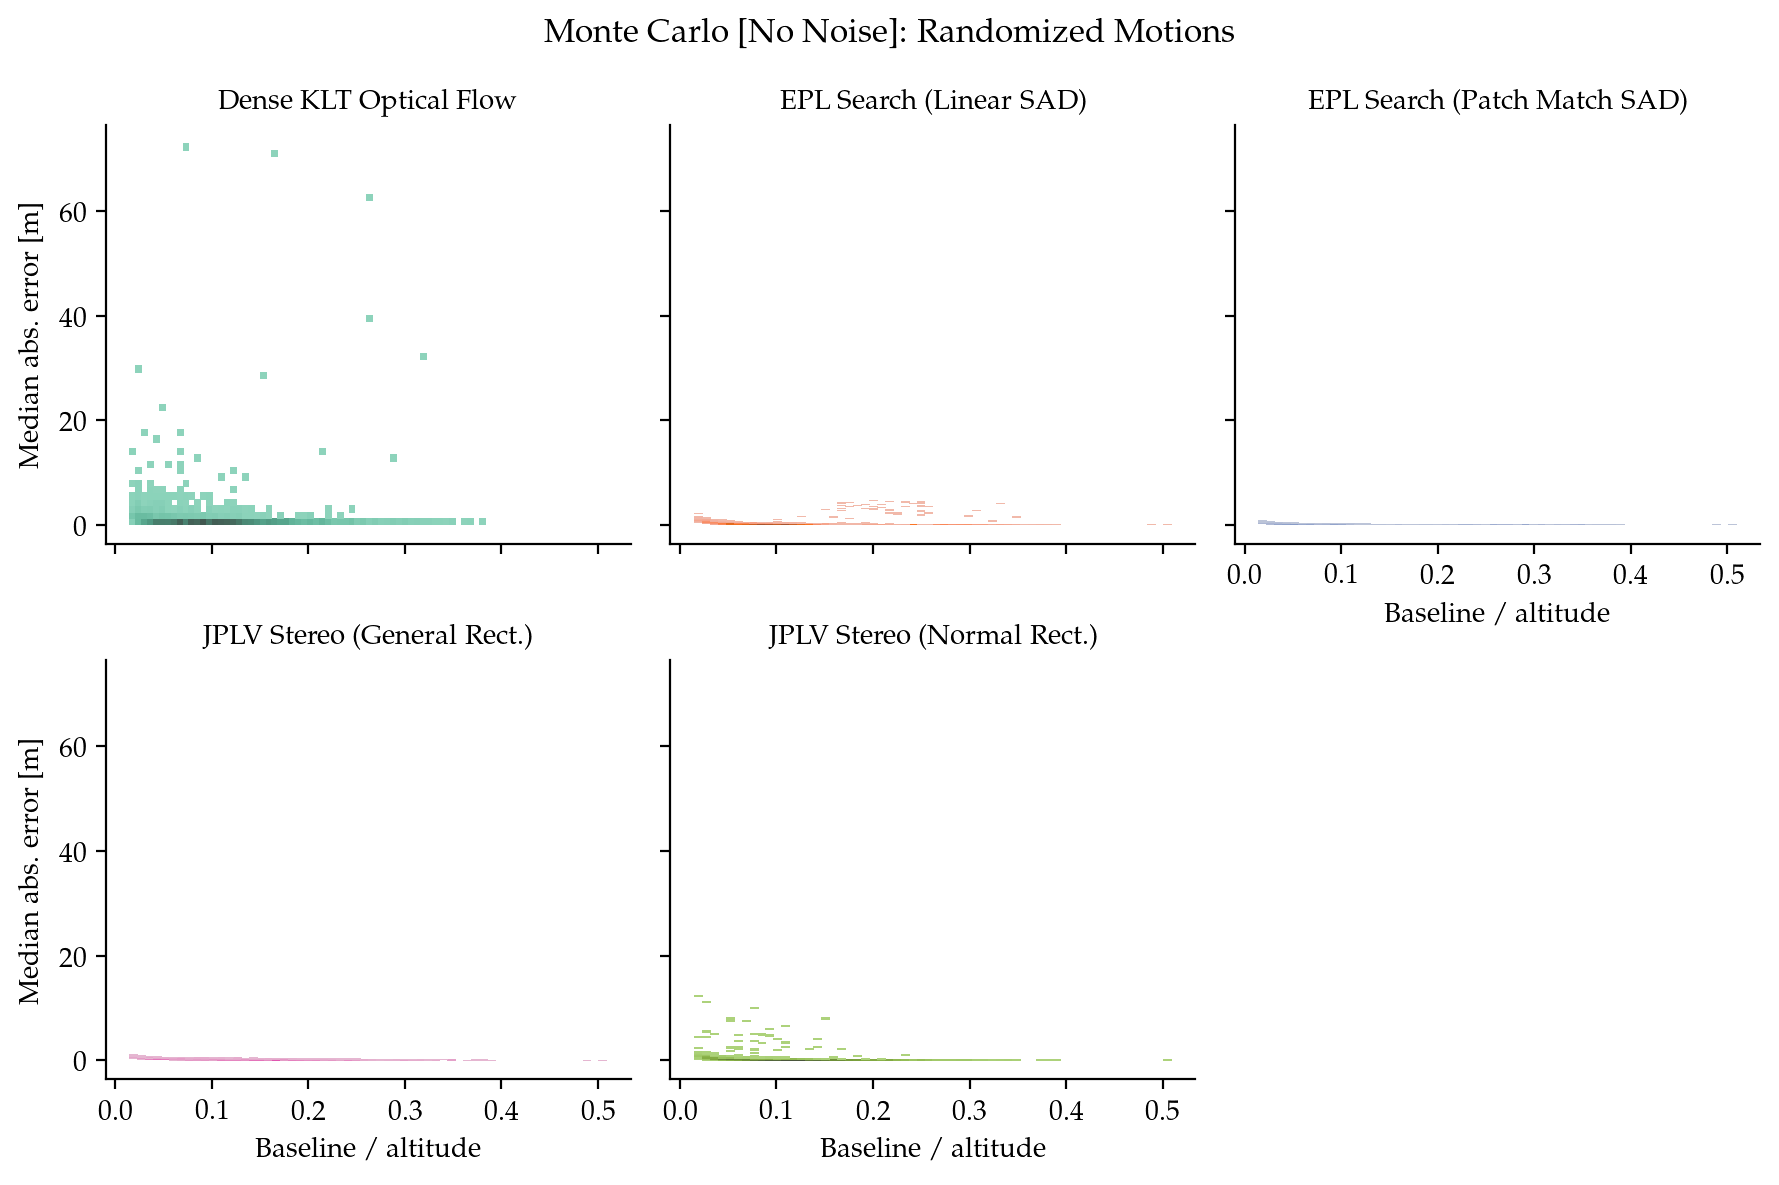 Monte Carlo [No Noise]: Randomized Motions
Dense KLT Optical Flow
EPL Search (Linear SAD)
EPL Search (Patch Match SAD)
Median abs. error [m]
60
40
20
0
0.0 0.1 0.2 0.3 0.4 0.5
Baseline / altitude
JPLV Stereo (General Rect.)
JPLV Stereo (Normal Rect.)
Median abs. error [m]
60
40
20
0
0.0 0.1 0.2 0.3 0.4 0.5
Baseline / altitude
0.0 0.1 0.2 0.3 0.4 0.5
Baseline / altitude